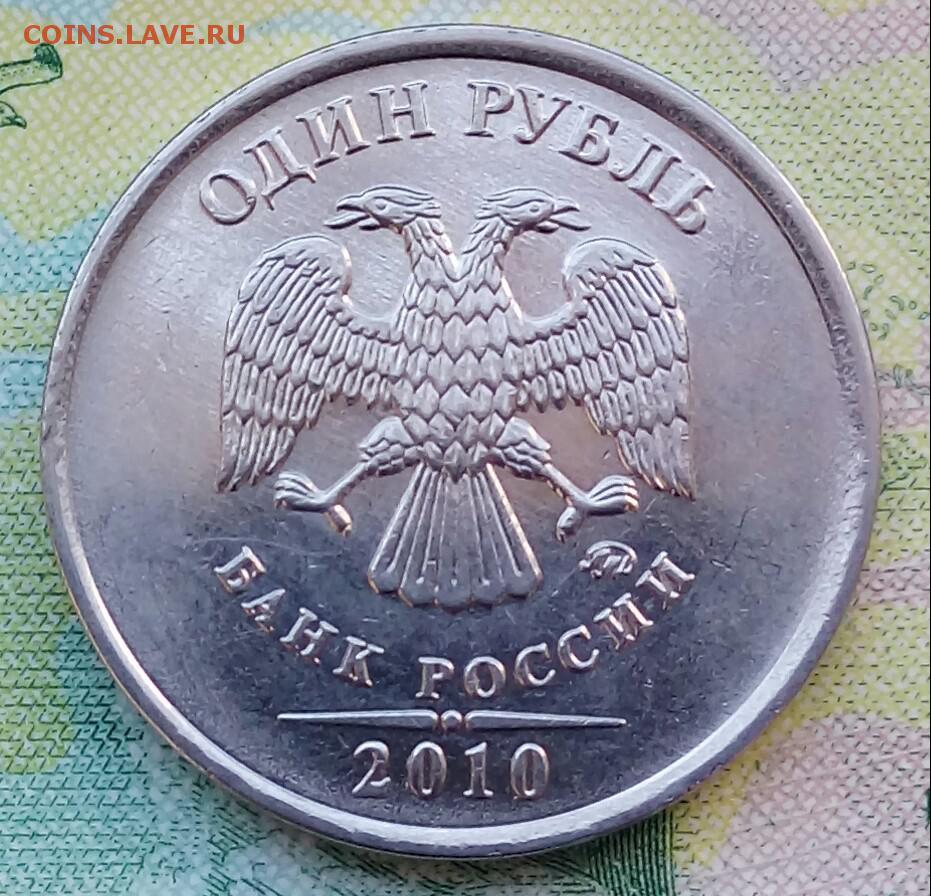 COINS.LAVE.RU
ОДИН РУБЛЬ
БАНК РОССИИ
2010